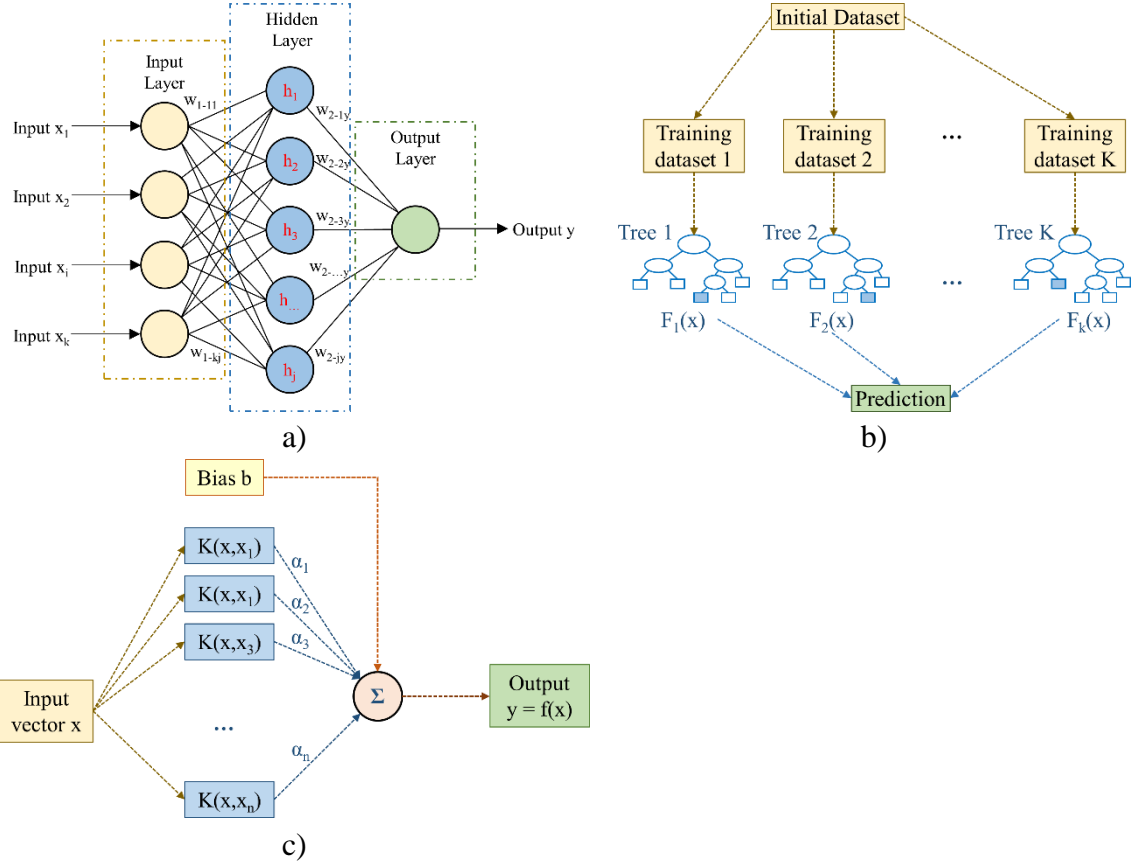 Hidden
Layer
Input
Layer
w1-11
h1
w2-1y
Input x1
Output
Layer
h2
w2-2y
Input x2
h3
w2-3y
Output y
Input xi
h...
w2-...y
Input xk
w1-kj
hj
w2-jy
a)
Initial Dataset
Training
dataset 1
Training
dataset 2
...
Training
dataset K
Tree 1
Tree 2
Tree K
...
F1(x)
F2(x)
Fk(x)
Prediction
b)
Bias b
K(x,x1)
α1
K(x,x1)
α2
K(x,x3)
α3
Input
vector x
Σ
Output
y = f(x)
...
αn
K(x,xn)
c)